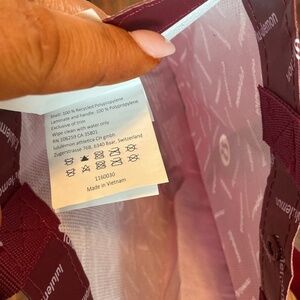 Shell: 100 % Recycled Polypropylene
Laminate and handle: 100 % Polypropylene
Exclusive of trim
Wipe clean with water only
RN 106259 CA 35801
lululemon athletica CH gmbh
Zugerstrasse 76B, 6340 Baar, Switzerland
1160030
Made in Vietnam
lululemon
lululemon